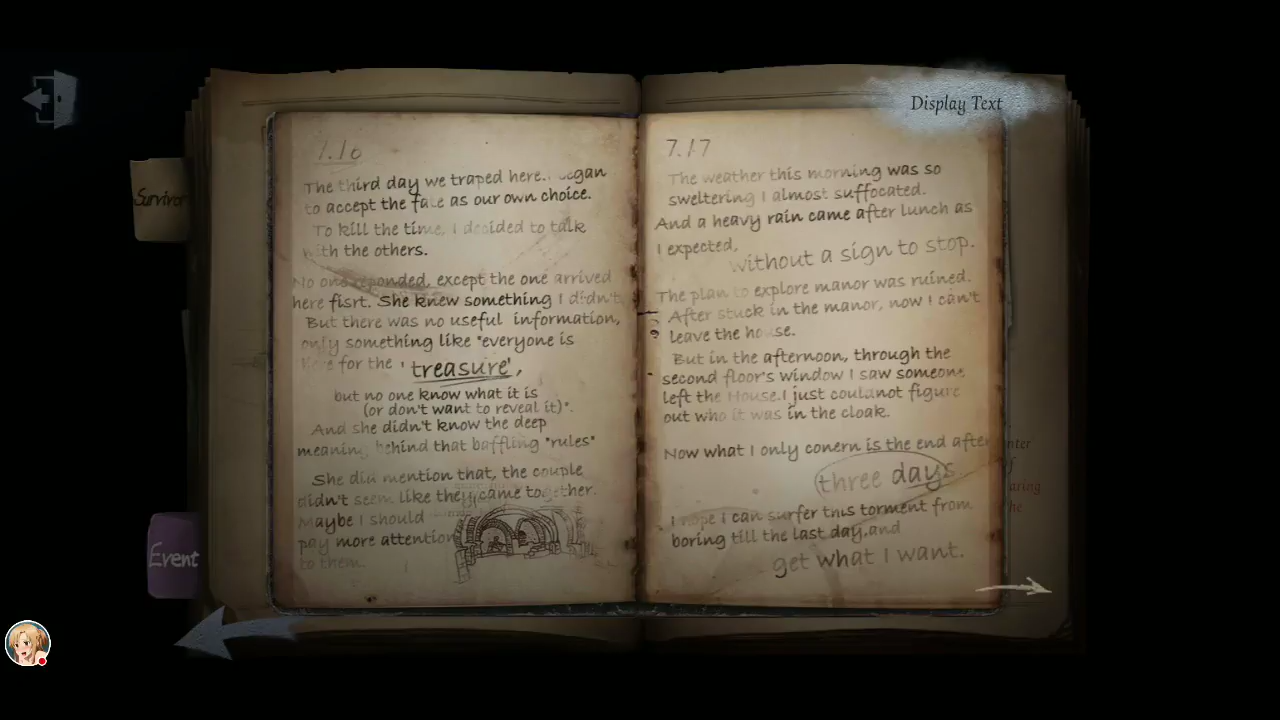 Display Text
Survivor
Event
The third day we traped here..
to accept the fate as our own choice.
To kill the time, I decided to talk
with the others.
No one reponded, except the one arrived
here fisrt. She knew something I didn't.
But there was no useful information,
only something like "everyone is
here for the 'treasure',
but no one know what it is
(or don't want to reveal it)".
And she didn't know the deep
meaning behind that baffling "rules"
She did mention that, the couple
didn't seem like they came together.
Maybe I should
pay more attention
to them.
7.17
The weather this morning was so
sweltering I almost suffocated.
And a heavy rain came after lunch as
I expected,
without a sign to stop.
The plan to explore manor was ruined.
After stuck in the manor, now I can't
leave the house.
But in the afternoon, through the
second floor's window I saw someone
left the House.I just couldnot figure
out who it was in the cloak.
Now what I only conern is the end after
three days.
I hope I can surfer this torment from
boring till the last day,and
get what I want.